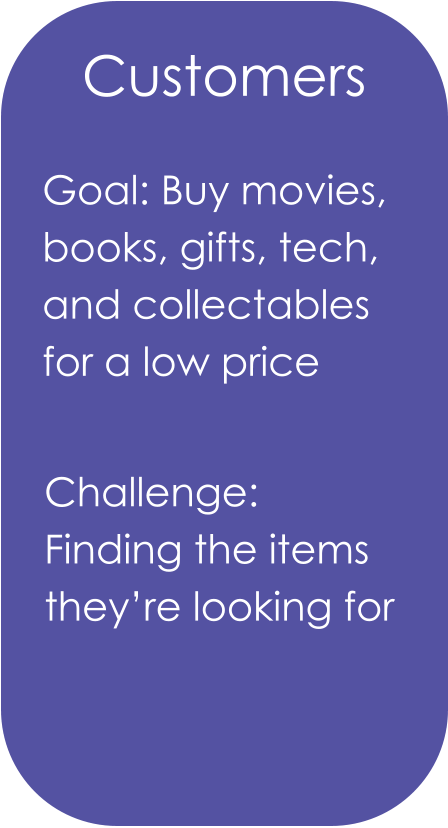 Customers
Goal: Buy movies,
books, gifts, tech,
and collectables
for a low price
Challenge:
Finding the items
they’re looking for